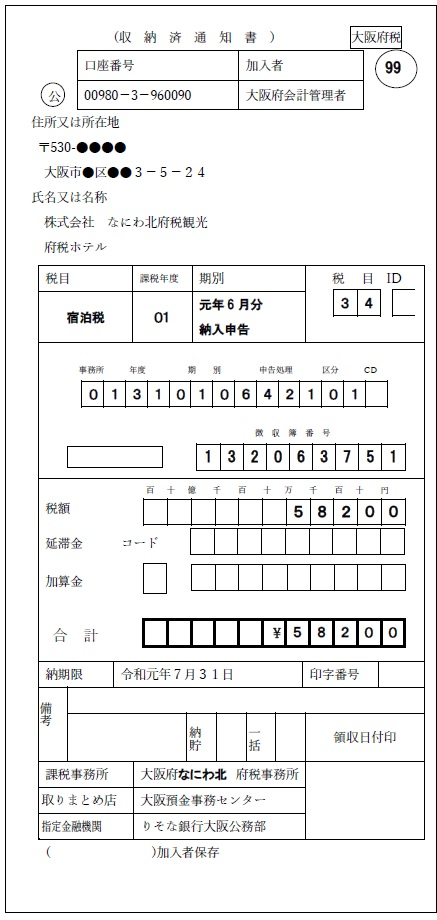 (収 納 済 通 知 書) 大阪府税
口座番号 加入者 99
公 00980－3－960090 大阪府会計管理者
住所又は所在地
〒530-●●●●
大阪市●区●●３－５－２４
氏名又は名称
株式会社　なにわ北府税観光
府税ホテル
税目 課税年度 期別 税 目 ID
宿泊税 01 元年６月分 3 4
納入申告
事務所 年度 期 別 申告処理 区分 CD
0 1 3 1 0 1 0 6 4 2 1 0 1
徴 収 簿 番 号
1 3 2 0 6 3 7 5 1
百 十 億 千 百 十 万 千 百 十 円
税額 5 8 2 0 0
延滞金 コード
加算金
合 計 ¥ 5 8 2 0 0
納期限 令和元年７月３１日 印字番号
備考
納貯 一括 領収日付印
課税事務所 大阪府なにわ北 府税事務所
取りまとめ店 大阪預金事務センター
指定金融機関 りそな銀行大阪公務部
( )加入者保存